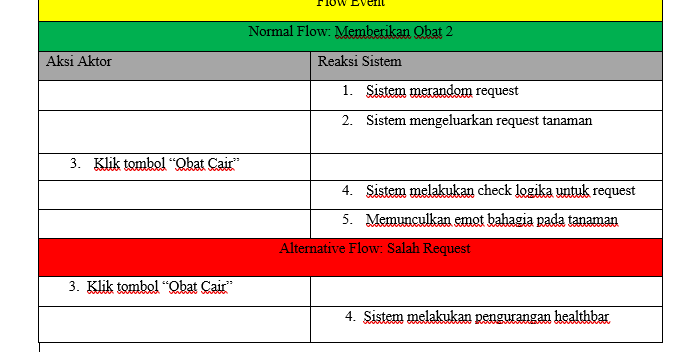 Flow Event
Normal Flow: Memberikan Obat 2
Aksi Aktor
Reaksi Sistem
1. Sistem merandom request
2. Sistem mengeluarkan request tanaman
3. Klik tombol “Obat Cair”
4. Sistem melakukan check logika untuk request
5. Memunculkan emot bahagia pada tanaman
Alternative Flow: Salah Request
3. Klik tombol “Obat Cair”
4. Sistem melakukan pengurangan healthbar